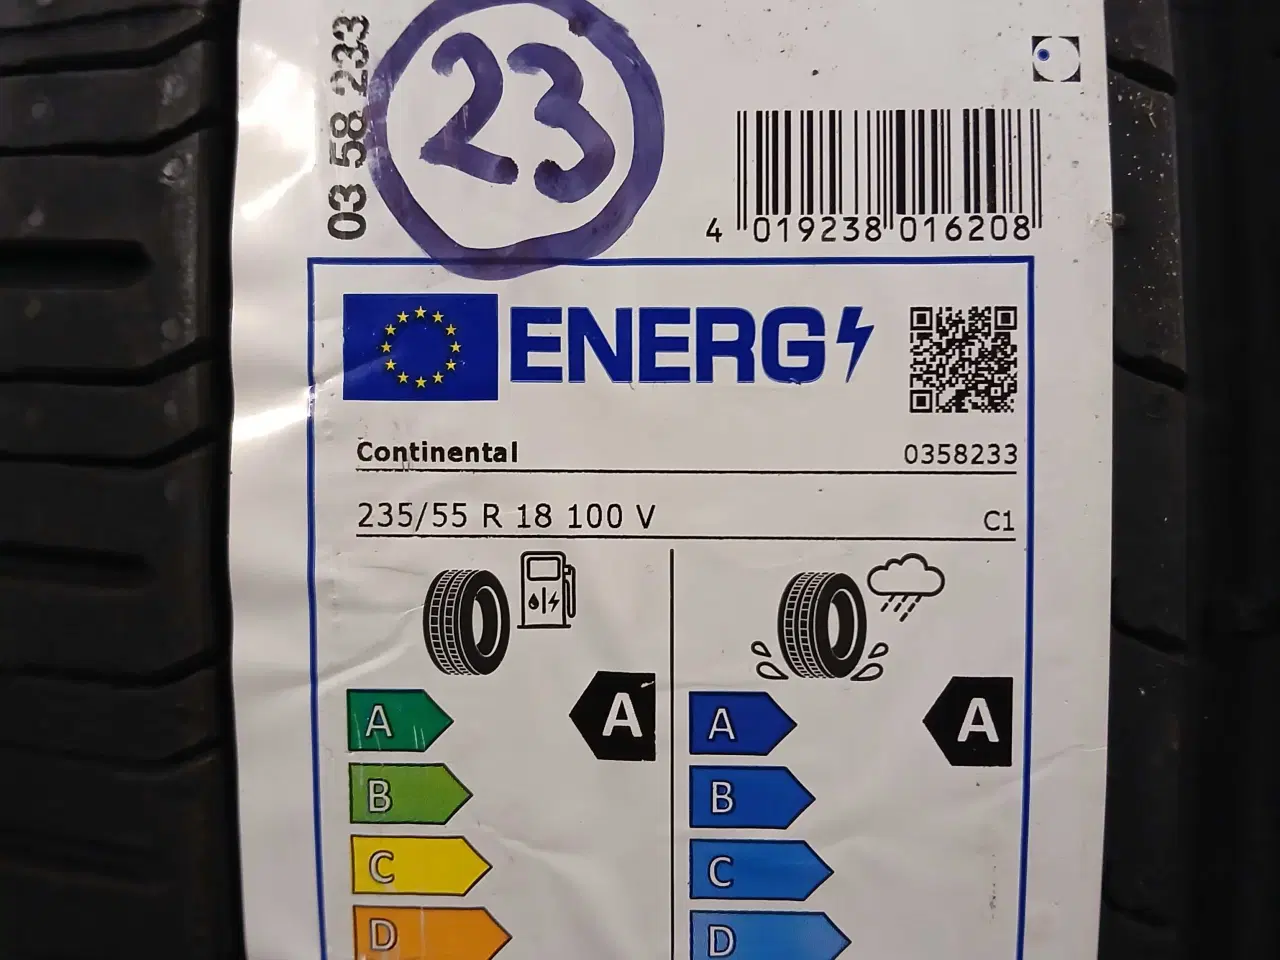 03 58 233
23
4 019238 016208
ENERG
Continental 0358233
235/55 R 18 100 V C1
A A A A
B B
C C
D D